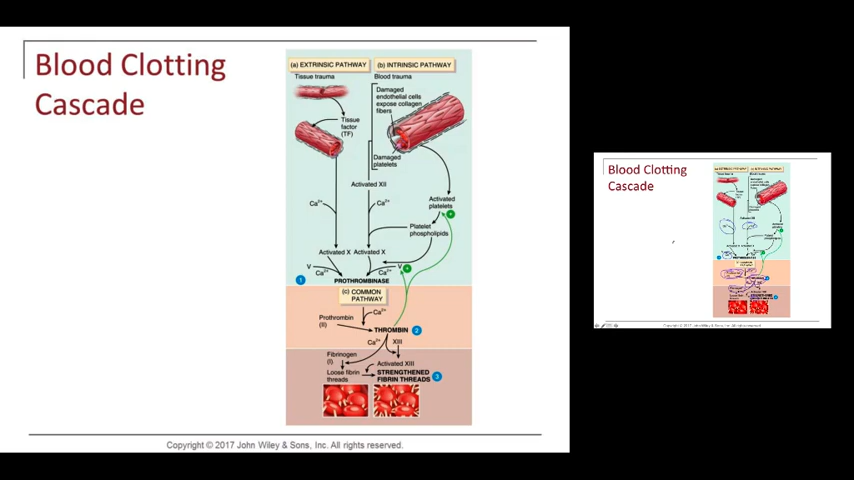 Blood Clotting
Cascade
(a) EXTRINSIC PATHWAY
(b) INTRINSIC PATHWAY
Tissue trauma
Blood trauma
Damaged
endothelial cells
expose collagen
fibers
Tissue
factor
(TF)
Damaged
platelets
Activated XII
Ca2+
Ca2+
Activated
platelets
+
Platelet
phospholipids
Activated X
Activated X
V
Ca2+
Ca2+
V
+
1
PROTHROMBINASE
(c) COMMON
PATHWAY
Ca2+
Prothrombin
(II)
THROMBIN
2
Ca2+
XIII
Fibrinogen
(I)
Activated XIII
Loose fibrin
threads
STRENGTHENED
FIBRIN THREADS
3
Copyright © 2017 John Wiley & Sons, Inc. All rights reserved.
Blood Clotting
Cascade